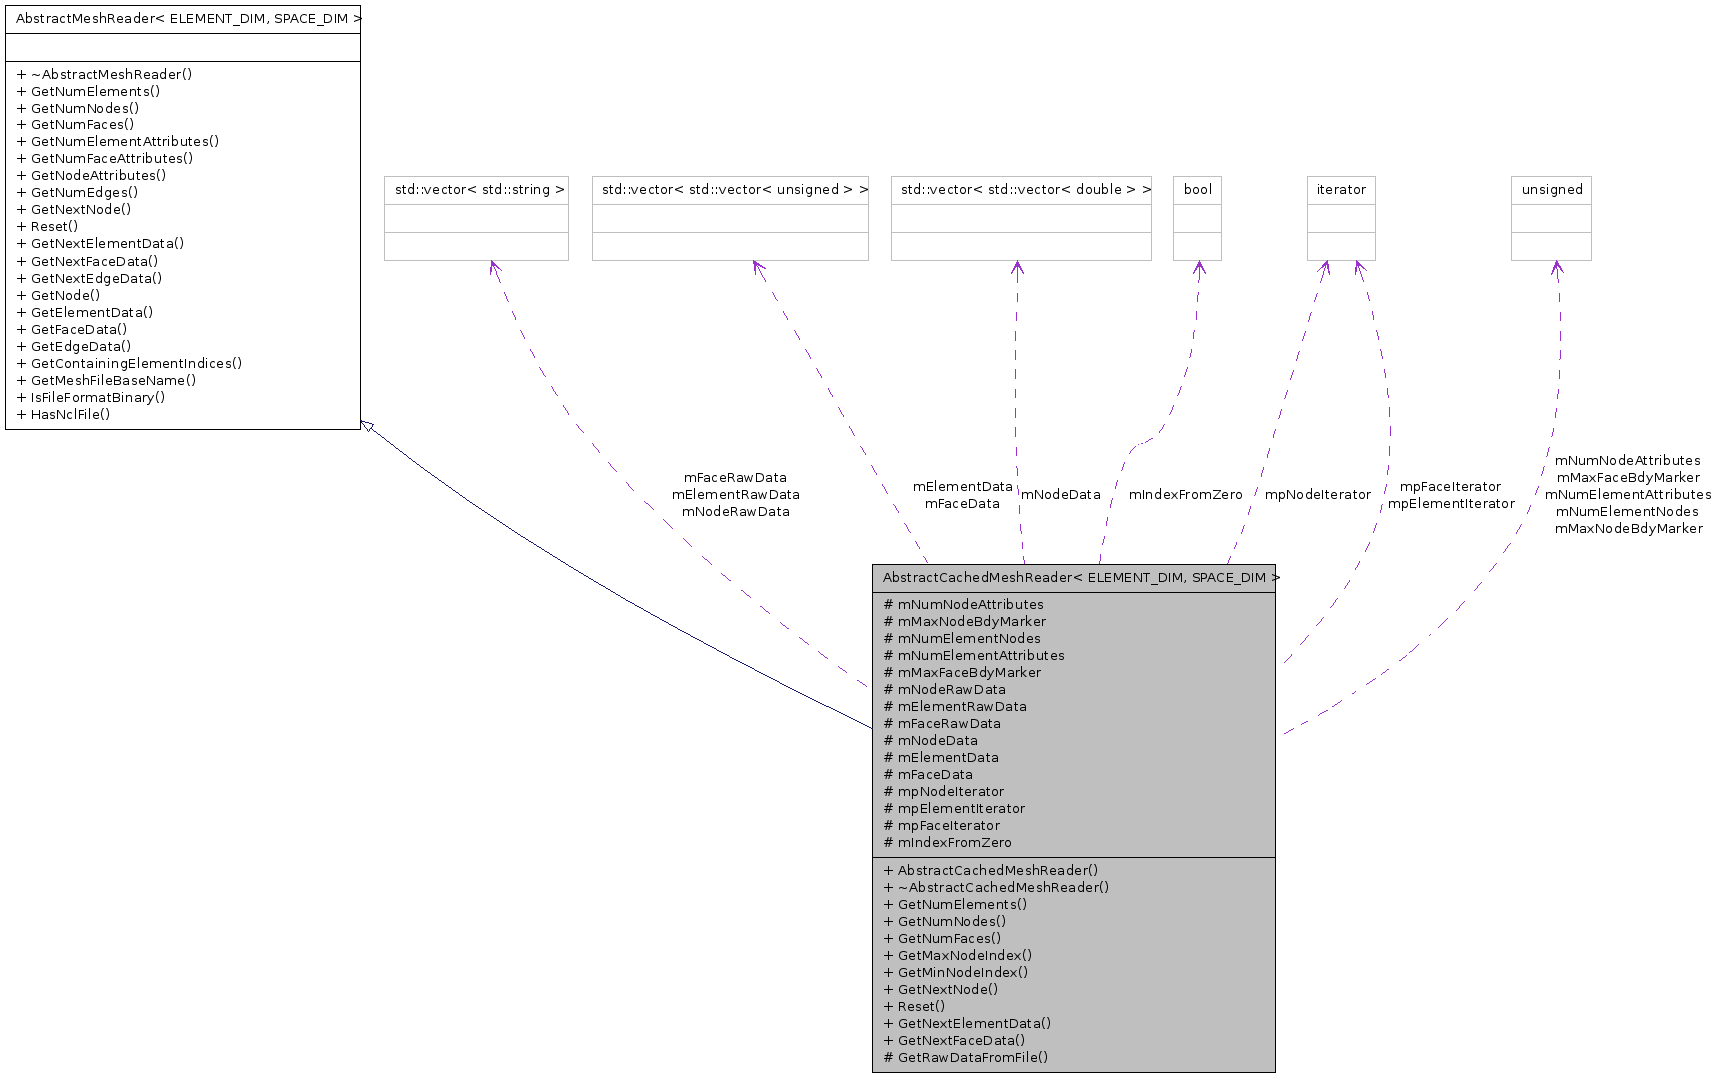 AbstractMeshReader< ELEMENT_DIM, SPACE_DIM >
+ ~AbstractMeshReader()
+ GetNumElements()
+ GetNumNodes()
+ GetNumFaces()
+ GetNumElementAttributes()
+ GetNumFaceAttributes()
+ GetNodeAttributes()
+ GetNumEdges()
+ GetNextNode()
+ Reset()
+ GetNextElementData()
+ GetNextFaceData()
+ GetNextEdgeData()
+ GetNode()
+ GetElementData()
+ GetFaceData()
+ GetEdgeData()
+ GetContainingElementIndices()
+ GetMeshFileBaseName()
+ IsFileFormatBinary()
+ HasNclFile()
std::vector< std::string >
std::vector< std::vector< unsigned > >
std::vector< std::vector< double > >
bool
iterator
unsigned
mFaceRawData
mElementRawData
mNodeRawData
mElementData
mFaceData
mNodeData
mIndexFromZero
mpNodeIterator
mpFaceIterator
mpElementIterator
mNumNodeAttributes
mMaxFaceBdyMarker
mNumElementAttributes
mNumElementNodes
mMaxNodeBdyMarker
AbstractCachedMeshReader< ELEMENT_DIM, SPACE_DIM >
# mNumNodeAttributes
# mMaxNodeBdyMarker
# mNumElementNodes
# mNumElementAttributes
# mMaxFaceBdyMarker
# mNodeRawData
# mElementRawData
# mFaceRawData
# mNodeData
# mElementData
# mFaceData
# mpNodeIterator
# mpElementIterator
# mpFaceIterator
# mIndexFromZero
+ AbstractCachedMeshReader()
+ ~AbstractCachedMeshReader()
+ GetNumElements()
+ GetNumNodes()
+ GetNumFaces()
+ GetMaxNodeIndex()
+ GetMinNodeIndex()
+ GetNextNode()
+ Reset()
+ GetNextElementData()
+ GetNextFaceData()
# GetRawDataFromFile()